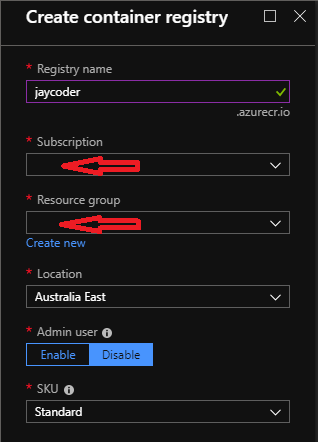 Create container registry
* Registry name
jaycoder
.azurecr.io
* Subscription
* Resource group
Create new
* Location
Australia East
* Admin user
Enable Disable
* SKU
Standard